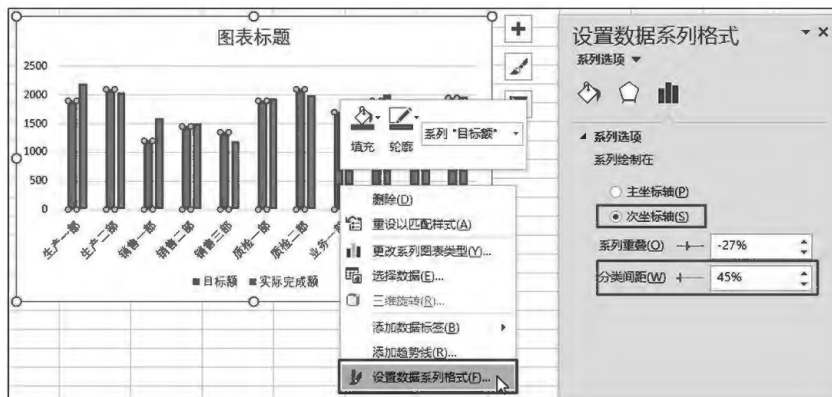 图表标题
2500
2000
1500
1000
500
0
生产一部
生产二部
销售一部
销售二部
销售三部
质检一部
质检二部
目标额
实际完成额
填充
轮廓
系列 "目标额"
删除(D)
重设以匹配样式(A)
更改系列图表类型(Y)...
选择数据(E)...
三维旋转(R)...
添加数据标签(B)
添加趋势线(R)...
设置数据系列格式(F)...
设置数据系列格式
系列选项
系列选项
系列绘制在
主坐标轴(P)
次坐标轴(S)
系列重叠(O)
-27%
分类间距(W)
45%